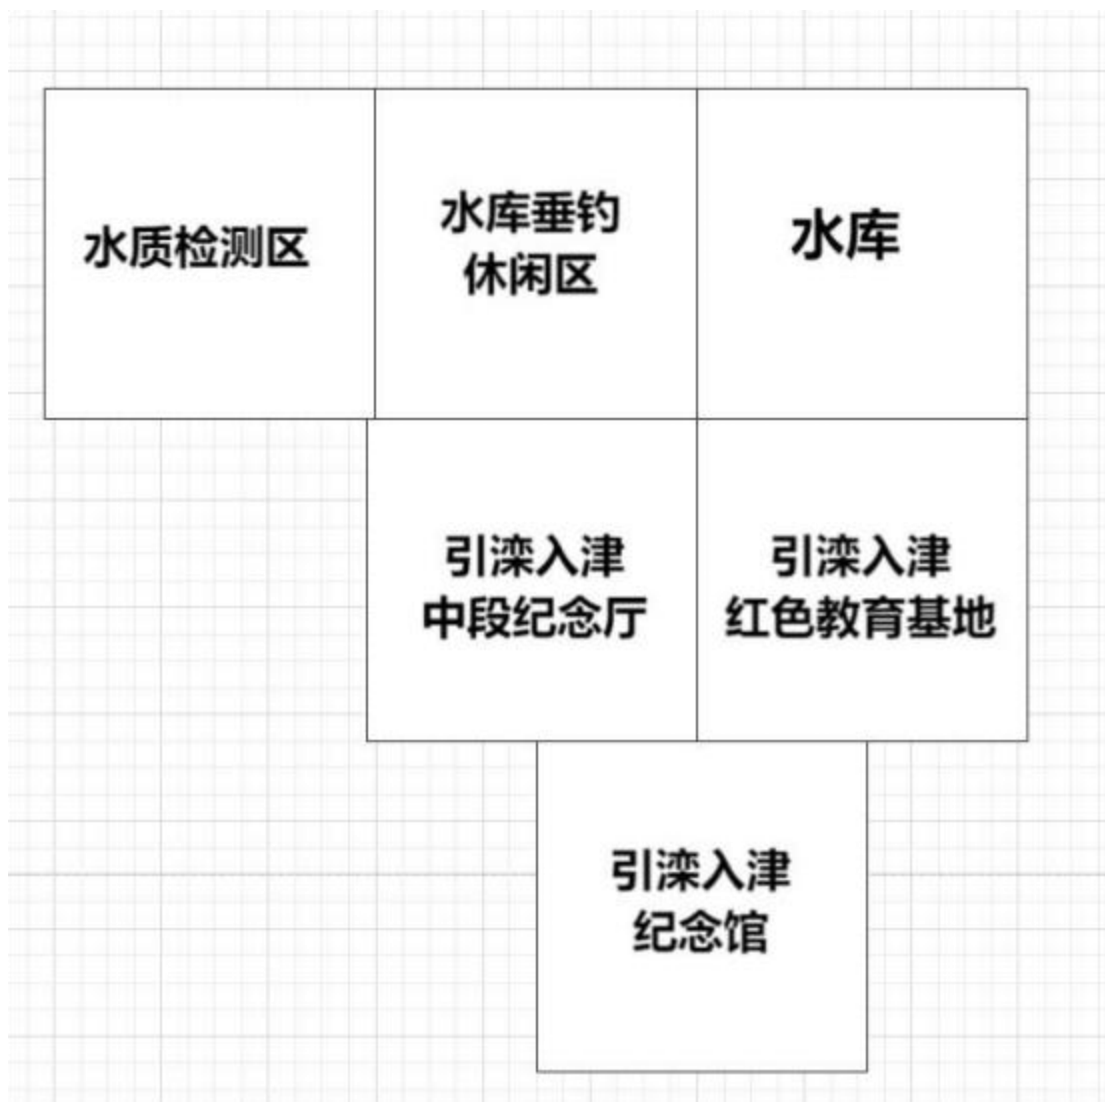 水质检测区
水库垂钓
休闲区
水库
引滦入津
中段纪念厅
引滦入津
红色教育基地
引滦入津
纪念馆